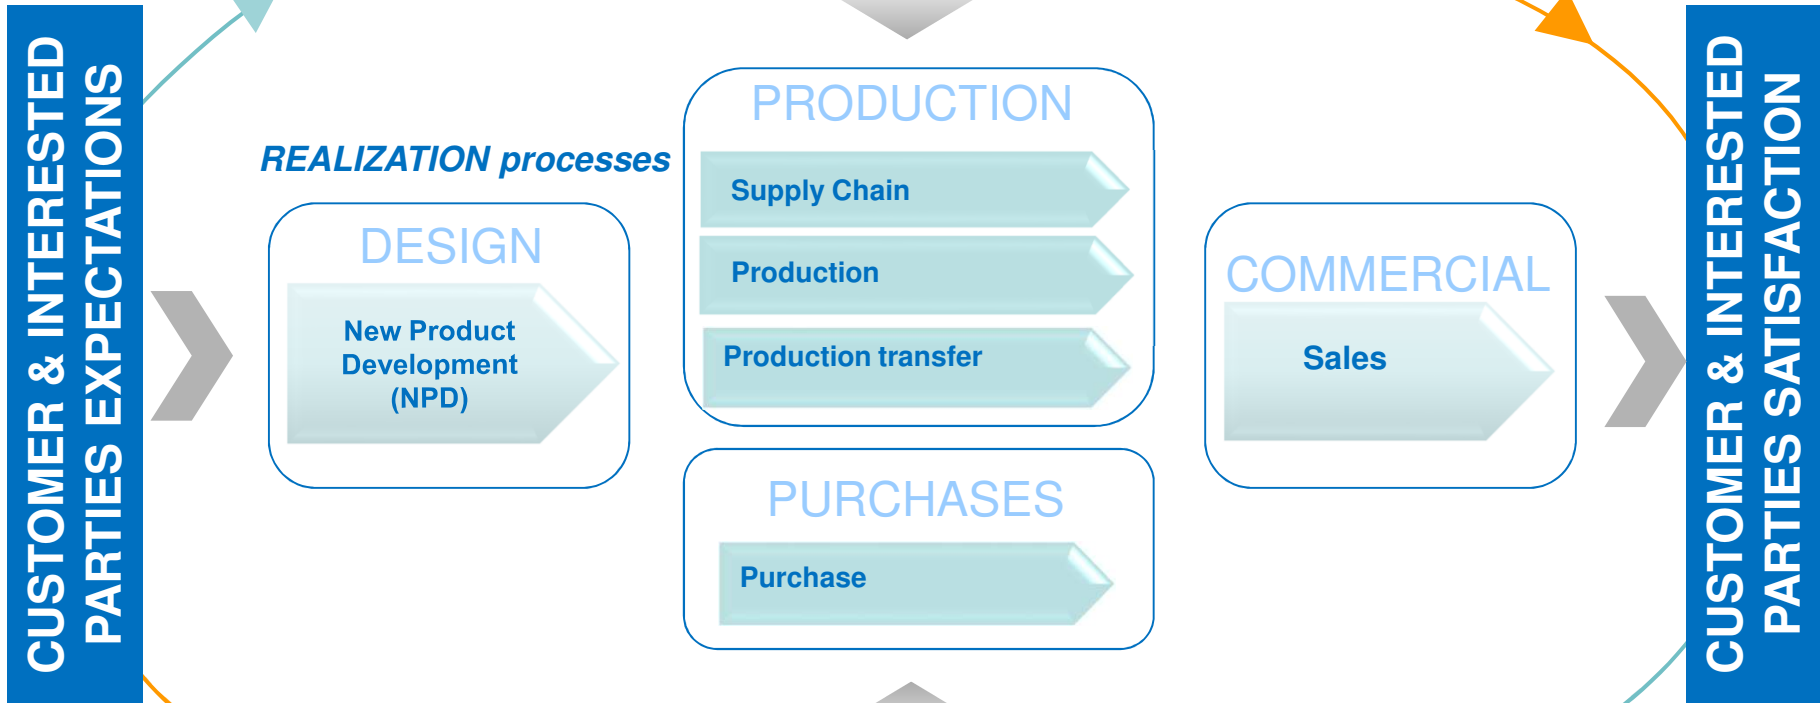 CUSTOMER & INTERESTED
PARTIES EXPECTATIONS
REALIZATION processes
DESIGN
New Product
Development
(NPD)
PRODUCTION
Supply Chain
Production
Production transfer
PURCHASES
Purchase
COMMERCIAL
Sales
CUSTOMER & INTERESTED
PARTIES SATISFACTION